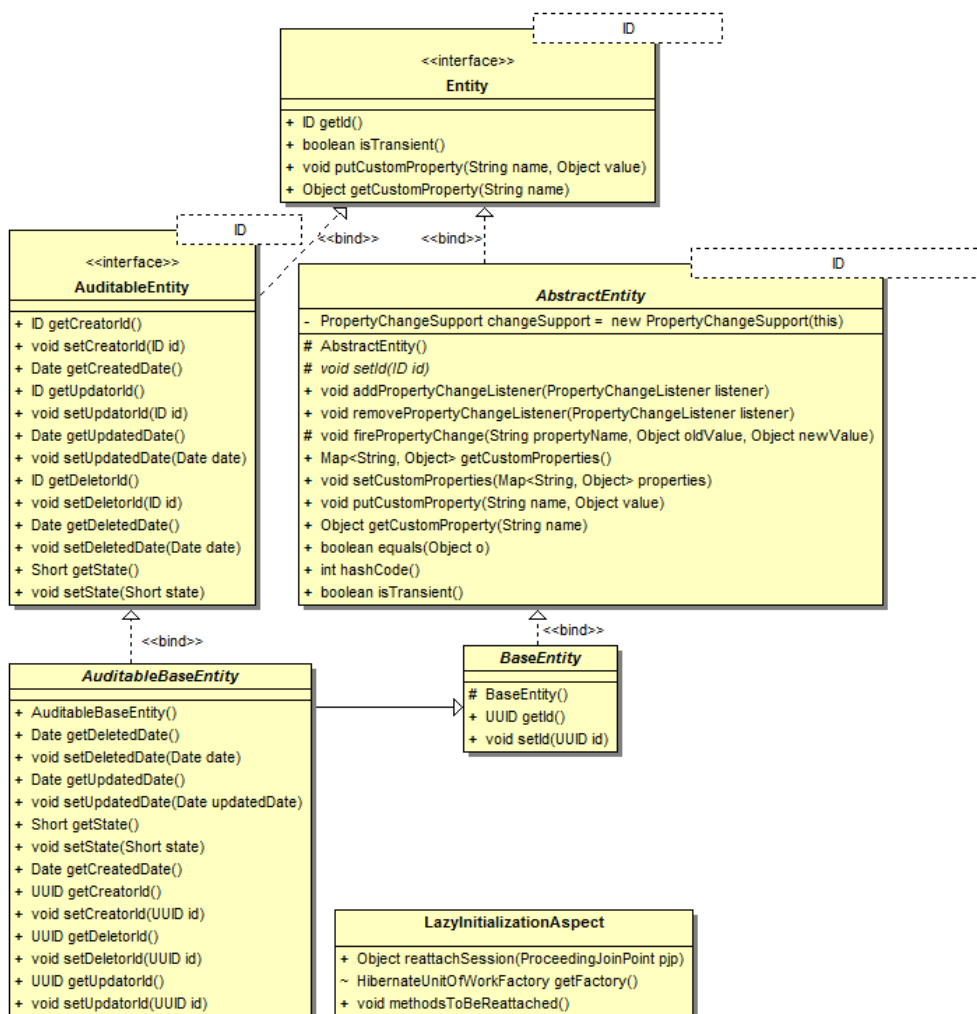 ID
<<interface>>
Entity
+ ID getId()
+ boolean isTransient()
+ void putCustomProperty(String name, Object value)
+ Object getCustomProperty(String name)
<<bind>>
<<bind>>
ID
<<interface>>
AuditableEntity
+ ID getCreatorId()
+ void setCreatorId(ID id)
+ Date getCreatedDate()
+ ID getUpdatorId()
+ void setUpdatorId(ID id)
+ Date getUpdatedDate()
+ void setUpdatedDate(Date date)
+ ID getDeletorId()
+ void setDeletorId(ID id)
+ Date getDeletedDate()
+ void setDeletedDate(Date date)
+ Short getState()
+ void setState(Short state)
ID
AbstractEntity
- PropertyChangeSupport changeSupport = new PropertyChangeSupport(this)
# AbstractEntity()
# void setId(ID id)
+ void addPropertyChangeListener(PropertyChangeListener listener)
+ void removePropertyChangeListener(PropertyChangeListener listener)
# void firePropertyChange(String propertyName, Object oldValue, Object newValue)
+ Map<String, Object> getCustomProperties()
+ void setCustomProperties(Map<String, Object> properties)
+ void putCustomProperty(String name, Object value)
+ Object getCustomProperty(String name)
+ boolean equals(Object o)
+ int hashCode()
+ boolean isTransient()
<<bind>>
<<bind>>
AuditableBaseEntity
+ AuditableBaseEntity()
+ Date getDeletedDate()
+ void setDeletedDate(Date date)
+ Date getUpdatedDate()
+ void setUpdatedDate(Date updatedDate)
+ Short getState()
+ void setState(Short state)
+ Date getCreatedDate()
+ UUID getCreatorId()
+ void setCreatorId(UUID id)
+ UUID getDeletorId()
+ void setDeletorId(UUID id)
+ UUID getUpdatorId()
+ void setUpdatorId(UUID id)
BaseEntity
# BaseEntity()
+ UUID getId()
+ void setId(UUID id)
LazyInitializationAspect
+ Object reattachSession(ProceedingJoinPoint pjp)
~ HibernateUnitOfWorkFactory getFactory()
+ void methodsToBeReattached()